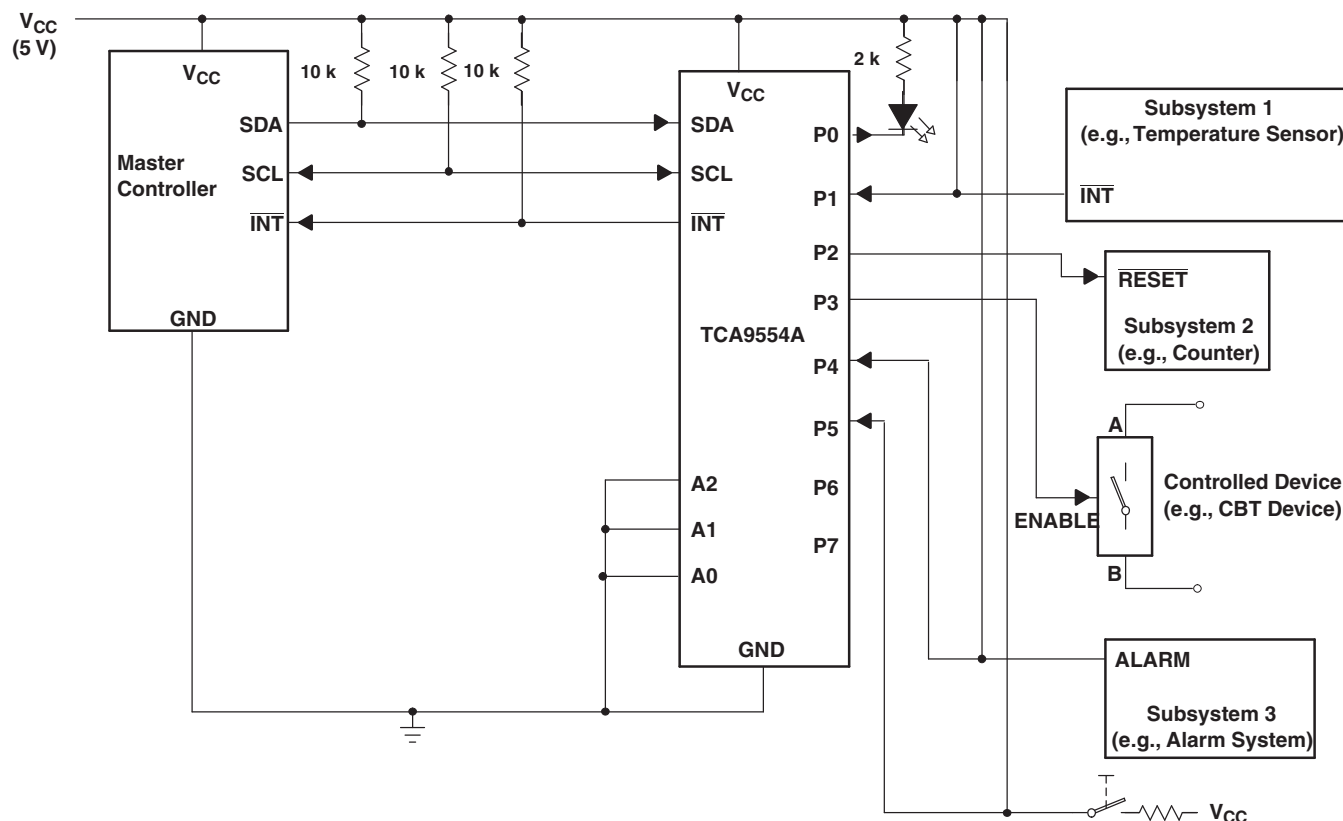 VCC
(5 V)
VCC
SDA
Master
Controller
SCL
INT
GND
10 k
10 k
10 k
VCC
SDA
SCL
INT
TCA9554A
A2
A1
A0
GND
P0
P1
P2
P3
P4
P5
P6
P7
2 k
Subsystem 1
(e.g., Temperature Sensor)
INT
RESET
Subsystem 2
(e.g., Counter)
A
ENABLE
B
Controlled Device
(e.g., CBT Device)
ALARM
Subsystem 3
(e.g., Alarm System)
VCC